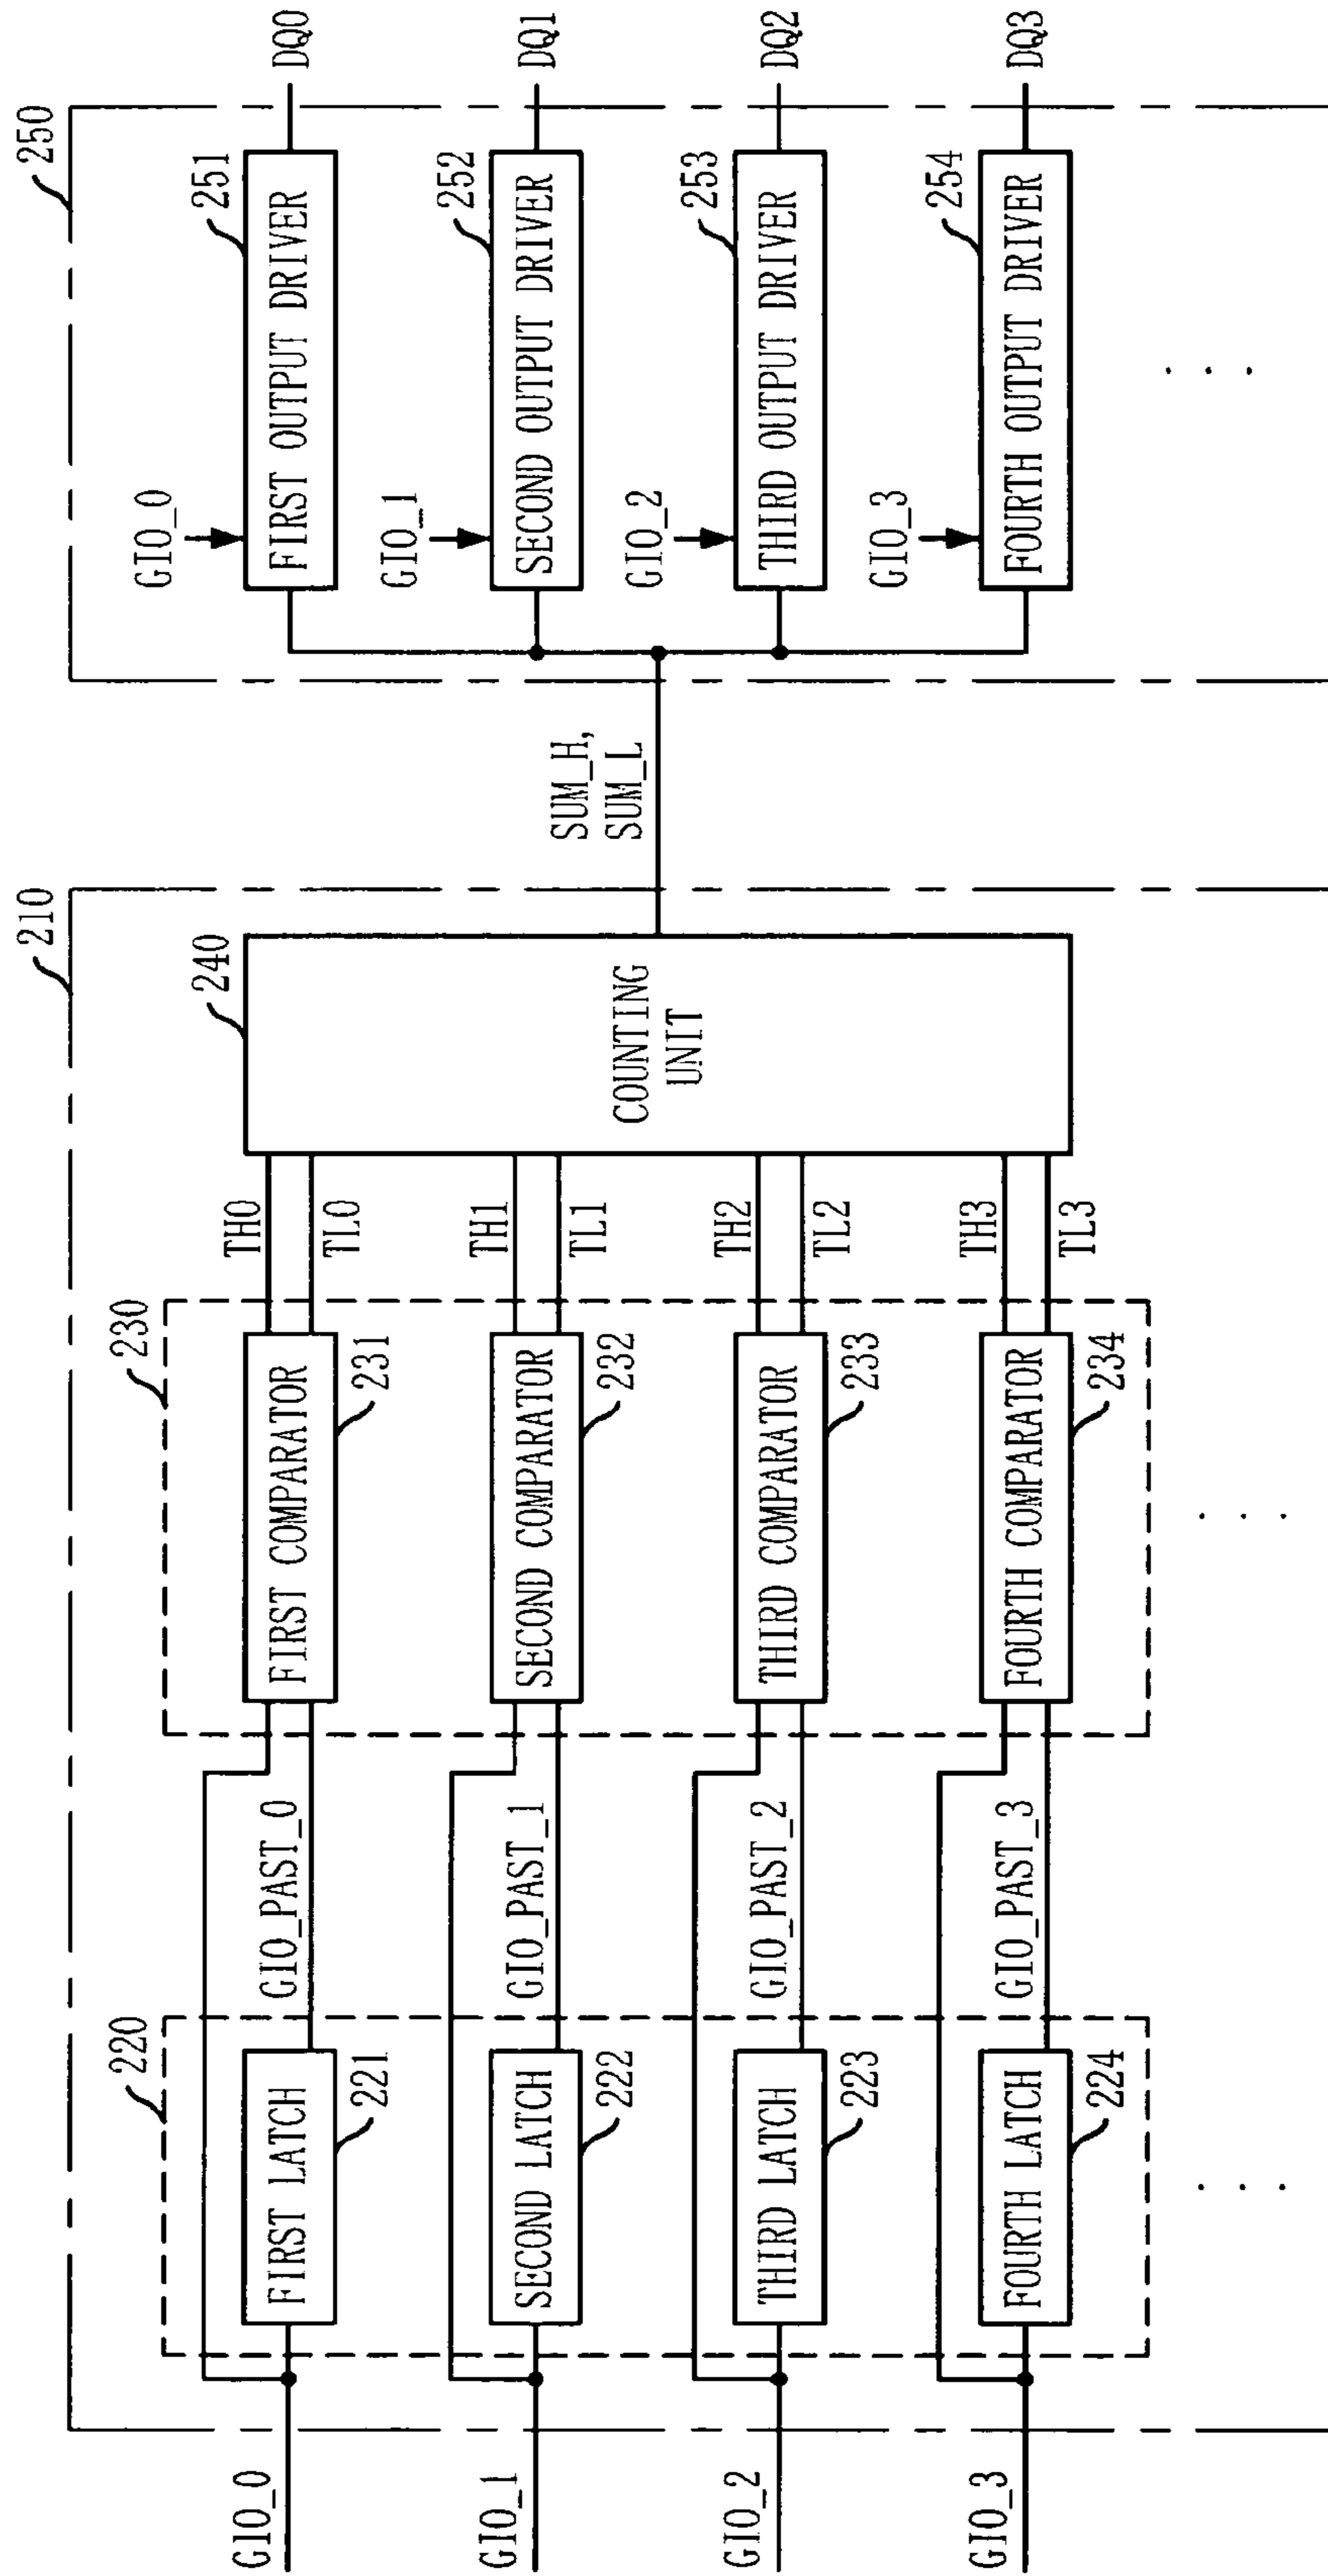 210
250
220
230
240
GIO_0
FIRST LATCH
221
GIO_PAST_0
FIRST COMPARATOR
231
TH0
TL0
GIO_1
SECOND LATCH
222
GIO_PAST_1
SECOND COMPARATOR
232
TH1
TL1
GIO_2
THIRD LATCH
223
GIO_PAST_2
THIRD COMPARATOR
233
TH2
TL2
GIO_3
FOURTH LATCH
224
GIO_PAST_3
FOURTH COMPARATOR
234
TH3
TL3
COUNTING
UNIT
SUM_H,
SUM_L
GIO_0
FIRST OUTPUT DRIVER
251
DQ0
GIO_1
SECOND OUTPUT DRIVER
252
DQ1
GIO_2
THIRD OUTPUT DRIVER
253
DQ2
GIO_3
FOURTH OUTPUT DRIVER
254
DQ3
. . .
. . .
. . .